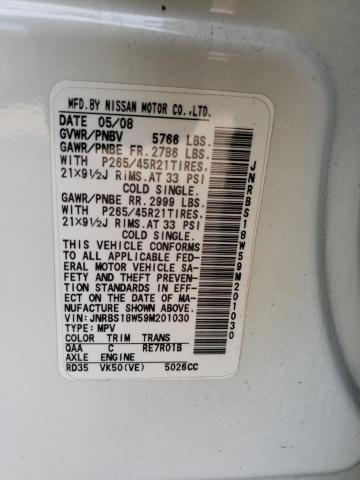 MFD.BY NISSAN MOTOR CO.,LTD.
DATE 05/08
GVWR/PNBV 5766 LBS.
GAWR/PNBE FR.2786 LBS.
WITH P265/45R21TIRES.
21×9½J RIMS.AT 33 PSI
COLD SINGLE.
GAWR/PNBE RR.2999 LBS.
WITH P265/45R21TIRES.
21×9½J RIMS.AT 33 PSI
COLD SINGLE.
THIS VEHICLE CONFORMS
TO ALL APPLICABLE FED-
ERAL MOTOR VEHICLE SA-
FETY AND THEFT PREVEN-
TION STANDARDS IN EFF-
ECT ON THE DATE OF MA-
NUFACTURE SHOWN ABOVE.
VIN:JNRBS18W59M201030
TYPE:MPV
COLOR TRIM TRANS
QAA C RE7R01B
AXLE ENGINE
RD35 VK50(VE) 5026CC
JNRBS18W59M201030